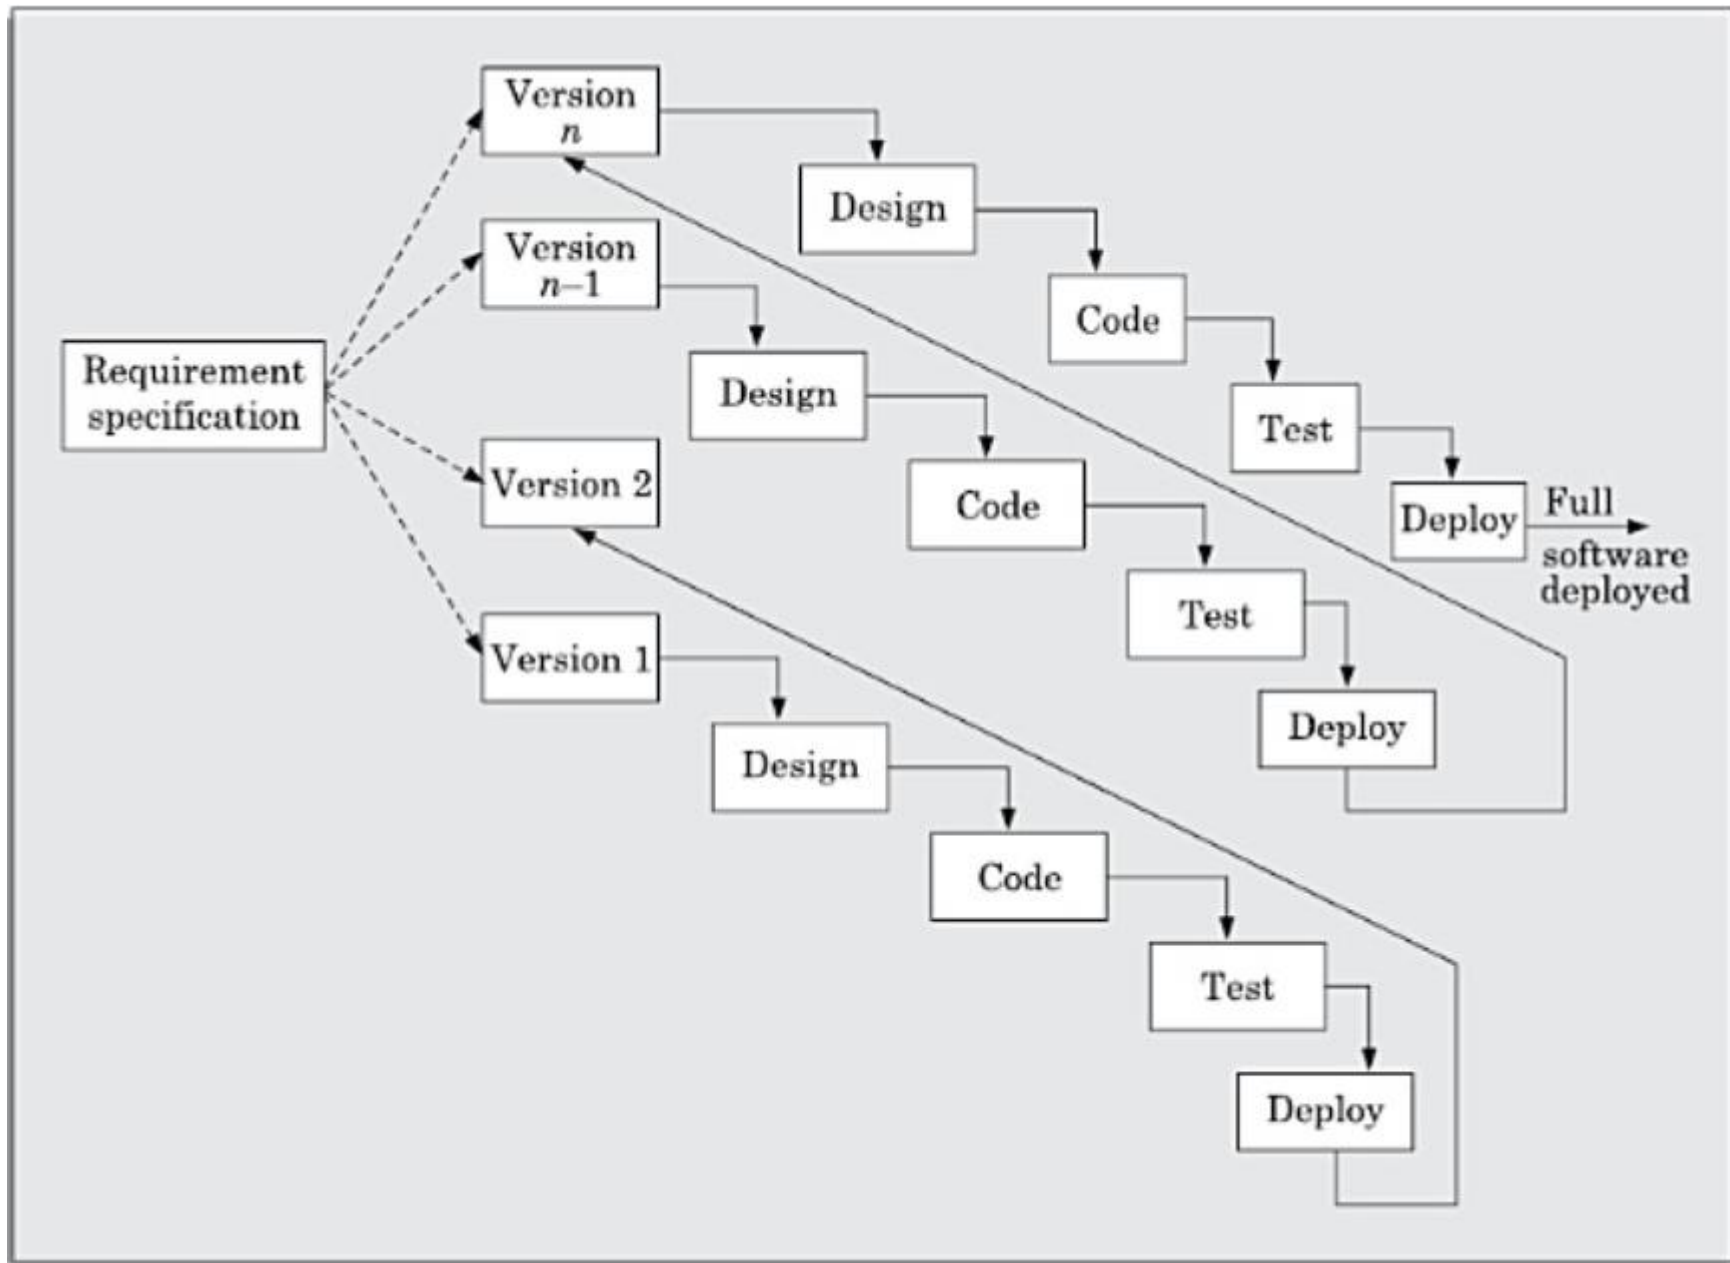 Version
n
Design
Version
n–1
Code
Requirement
specification
Design
Test
Version 2
Code
Deploy
Full
software
deployed
Test
Version 1
Deploy
Design
Code
Test
Deploy